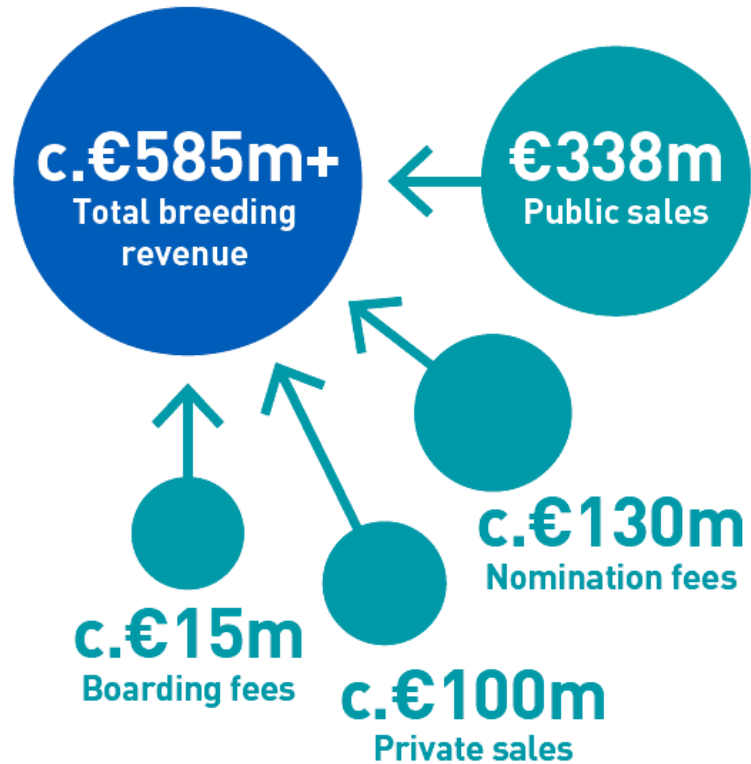 c.€585m+
Total breeding
revenue
€338m
Public sales
c.€130m
Nomination fees
c.€15m
Boarding fees
c.€100m
Private sales